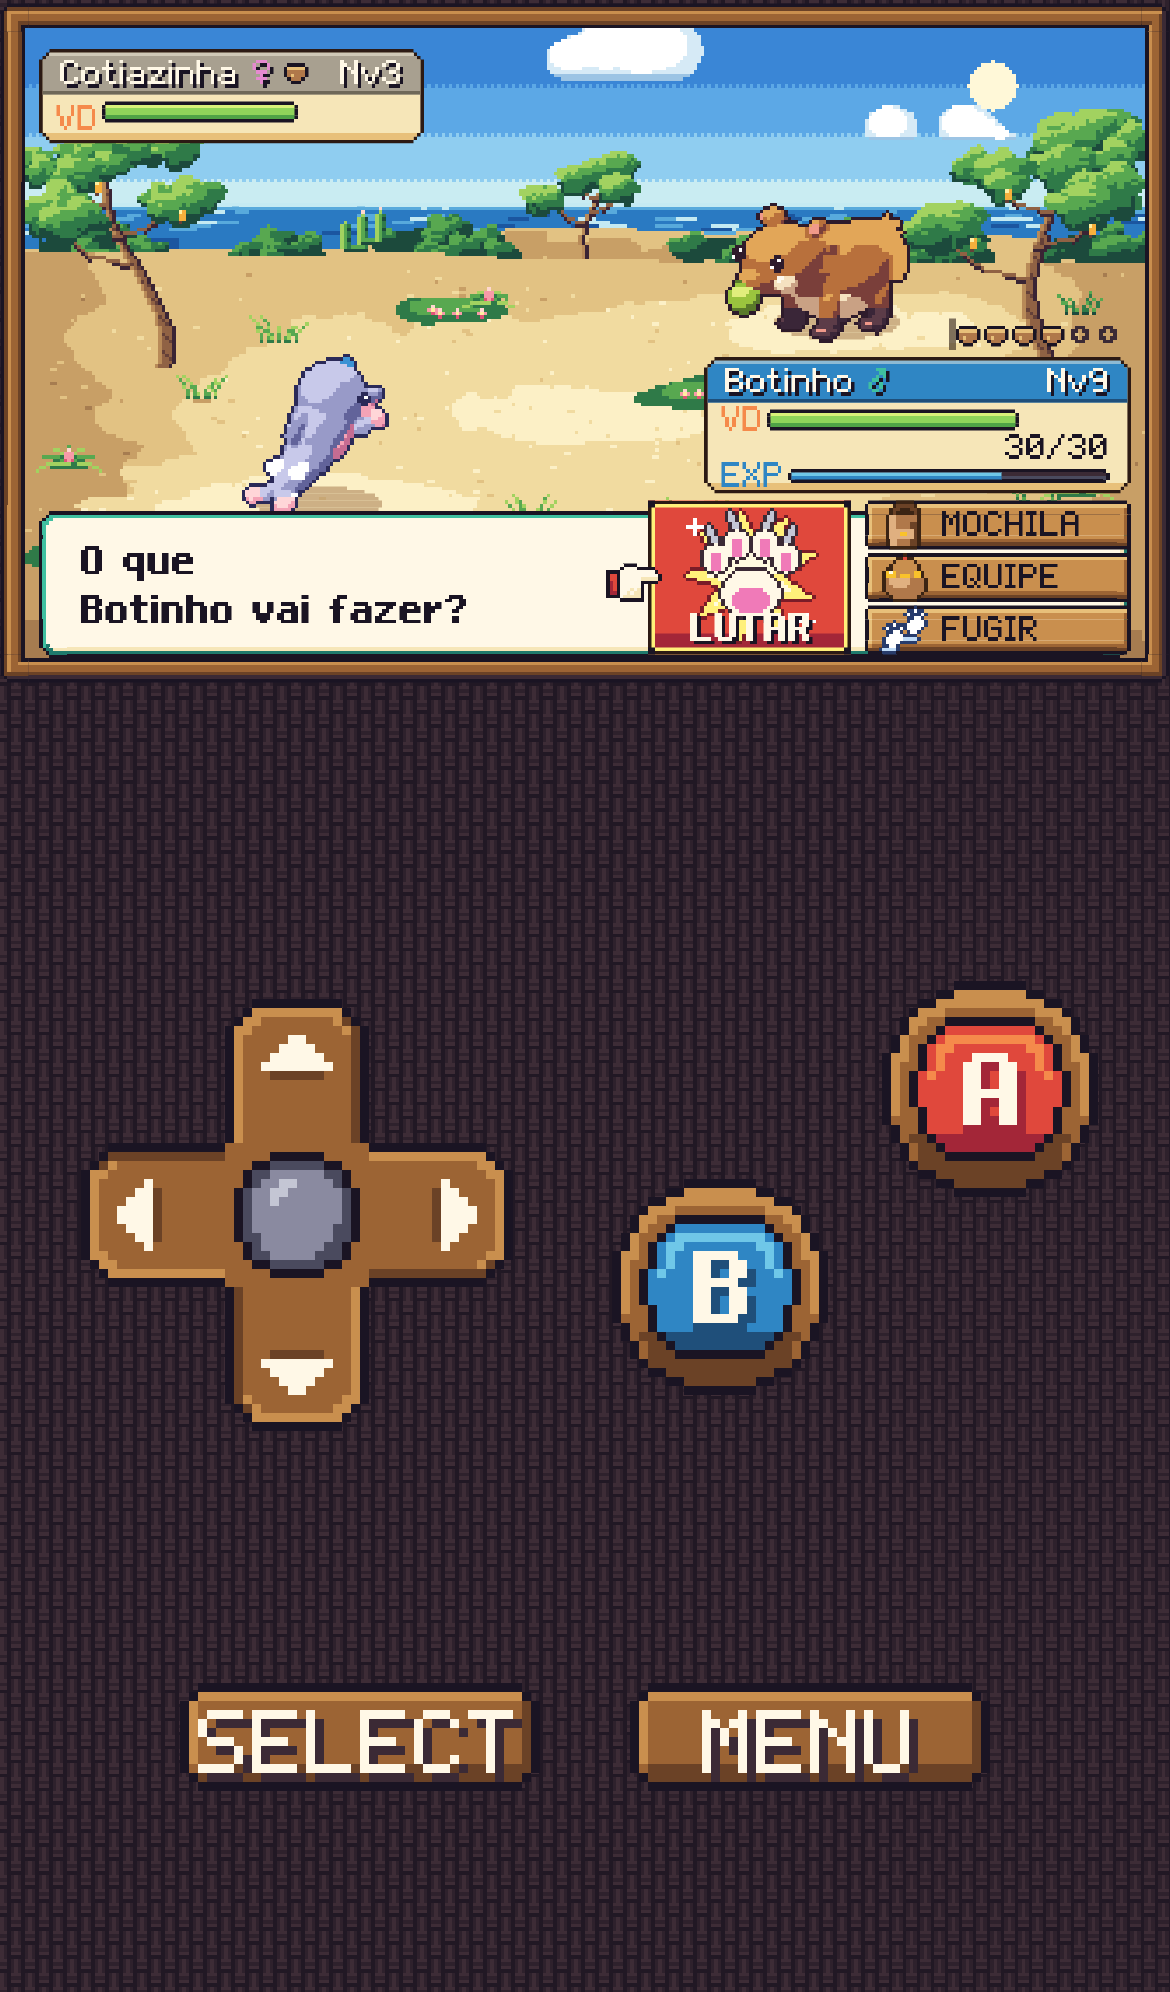 Cotiazinha ♀ Nv3
VD
Botinho ♂ Nv9
VD
30/30
EXP
O que
Botinho vai fazer?
LUTAR
MOCHILA
EQUIPE
FUGIR
A
B
SELECT
MENU